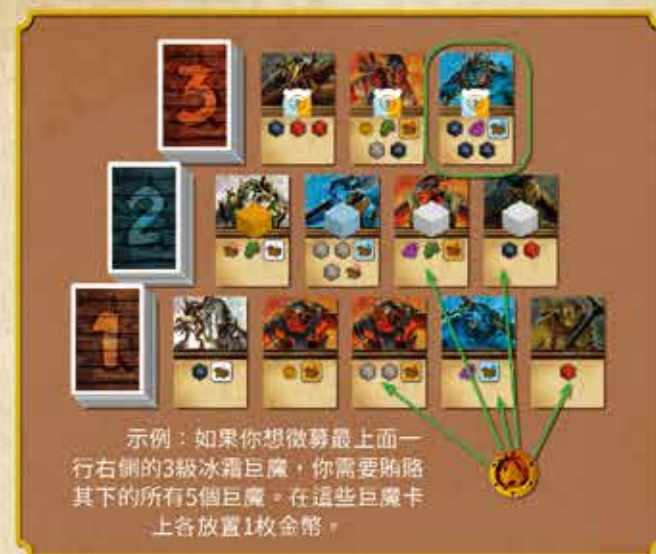 3
2
1
示例：如果你想徵募最上面一
行右側的3級冰霜巨魔，你需要賄賂
其下的所有5個巨魔。在這些巨魔卡
上各放置1枚金幣。